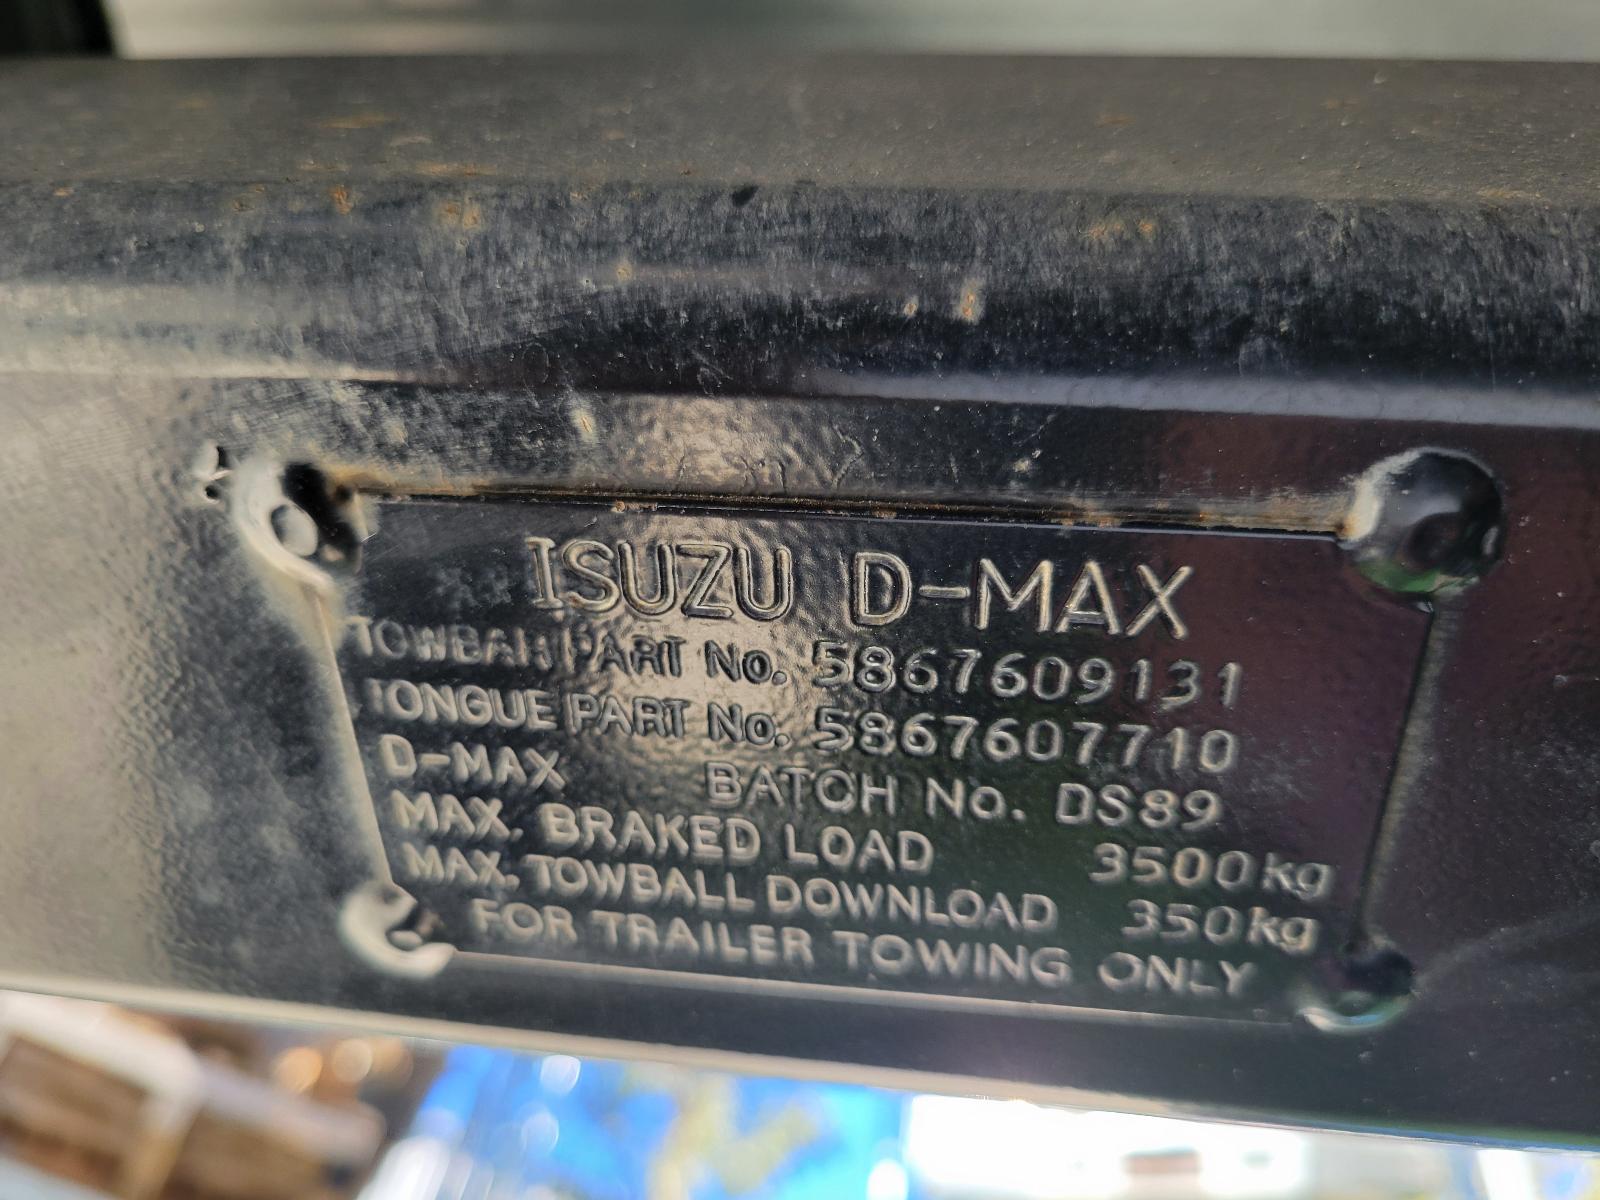 ISUZU D-MAX
TOWBAR PART No. 5867609131
TONGUE PART No. 5867607710
D-MAX BATCH No. DS89
MAX. BRAKED LOAD 3500kg
MAX. TOWBALL DOWNLOAD 350kg
FOR TRAILER TOWING ONLY